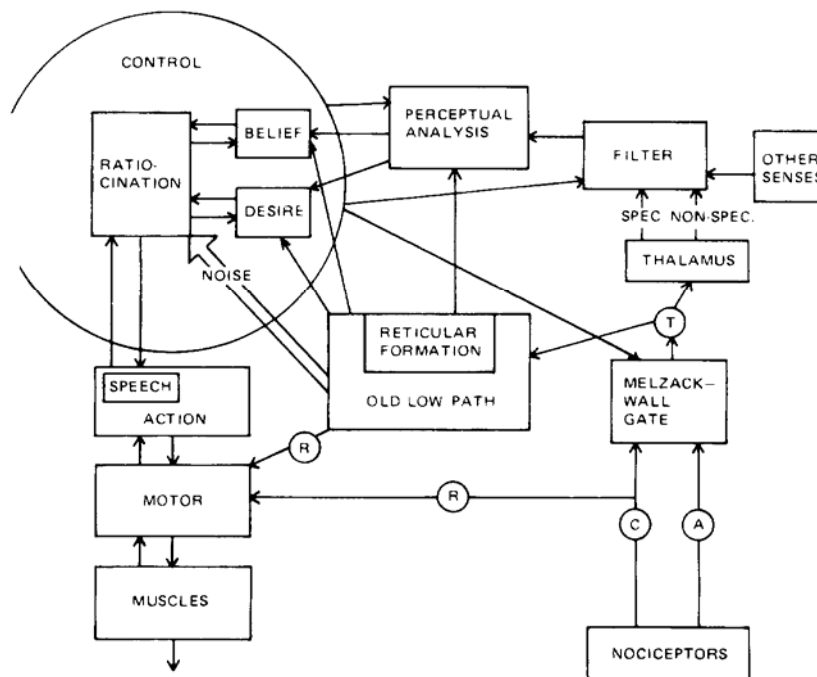 CONTROL
BELIEF
RATIO-
CINATION
DESIRE
NOISE
PERCEPTUAL
ANALYSIS
FILTER
OTHER
SENSES
SPEC
NON-SPEC.
THALAMUS
T
RETICULAR
FORMATION
OLD LOW PATH
MELZACK—
WALL
GATE
SPEECH
ACTION
R
MOTOR
R
C
A
MUSCLES
NOCICEPTORS